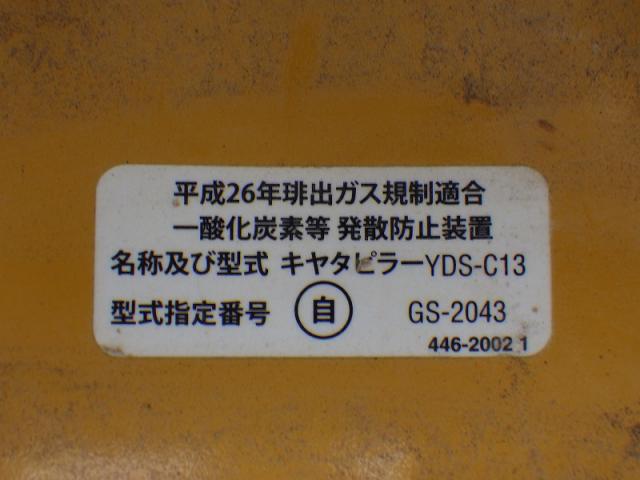 平成26年排出ガス規制適合
一酸化炭素等 発散防止装置
名称及び型式 キヤタピラーYDS-C13
型式指定番号 自 GS-2043
446-2002 1